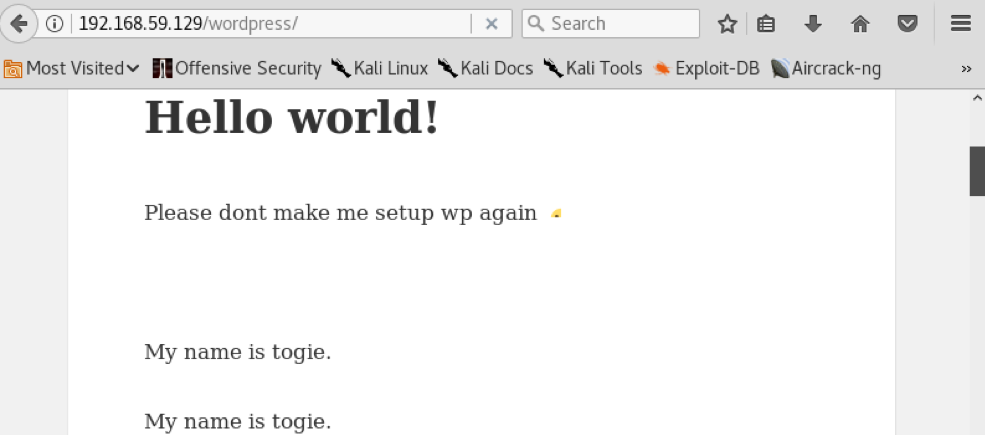 192.168.59.129/wordpress/
Search
Most Visited
Offensive Security
Kali Linux
Kali Docs
Kali Tools
Exploit-DB
Aircrack-ng
»
Hello world!
Please dont make me setup wp again
My name is togie.
My name is togie.